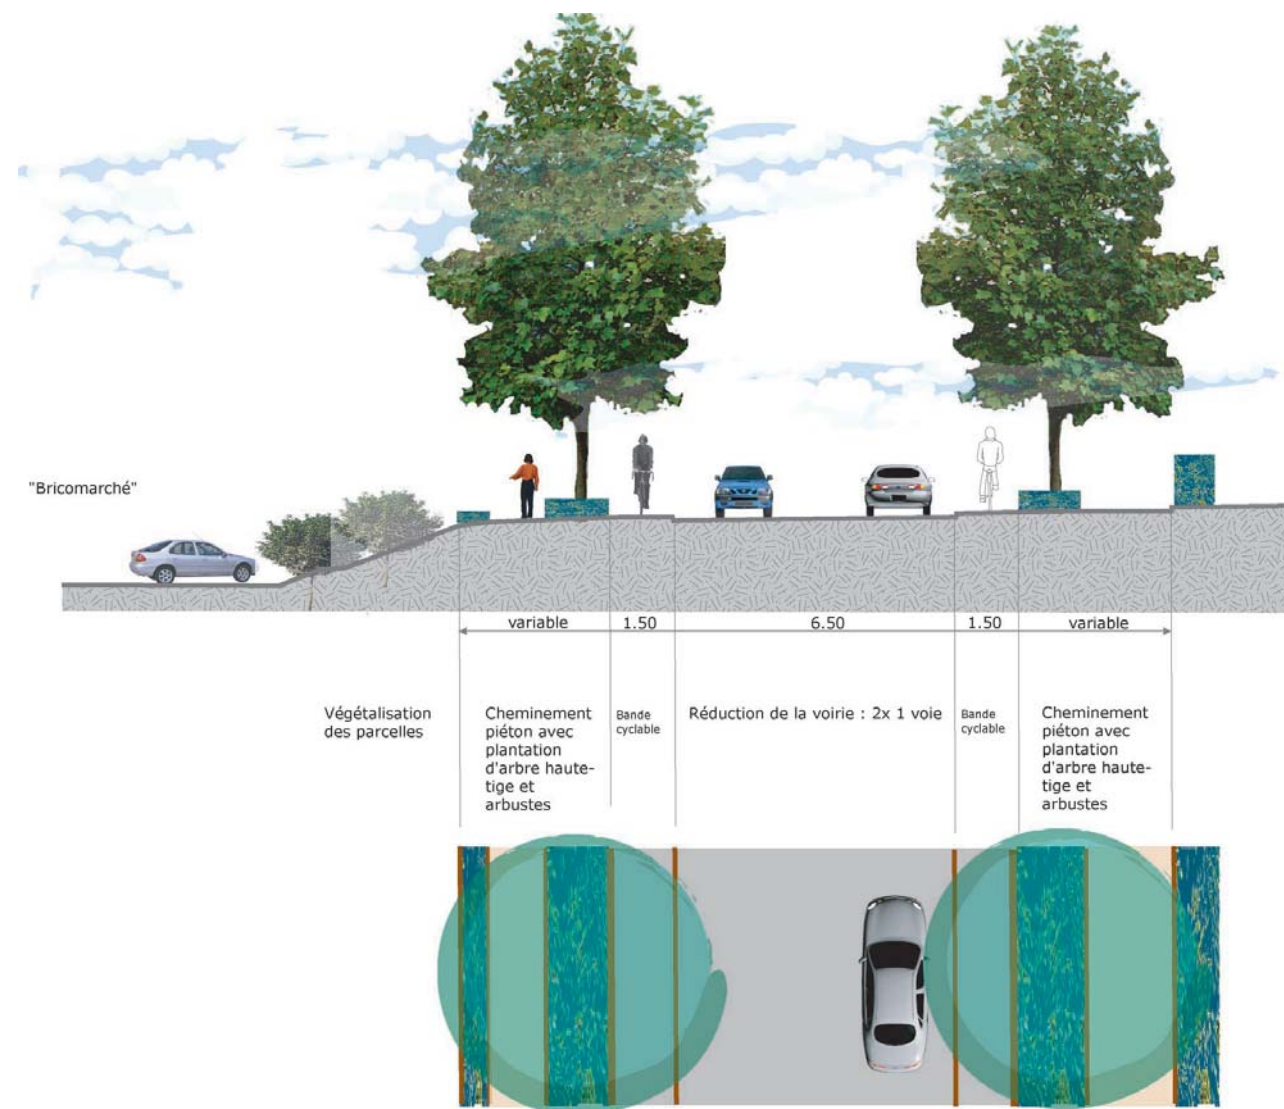 "Bricomarché"
variable
1.50
6.50
1.50
variable
Végétalisation
des parcelles
Cheminement
piéton avec
plantation
d'arbre haute-
tige et
arbustes
Bande
cyclable
Réduction de la voirie : 2x 1 voie
Bande
cyclable
Cheminement
piéton avec
plantation
d'arbre haute-
tige et
arbustes